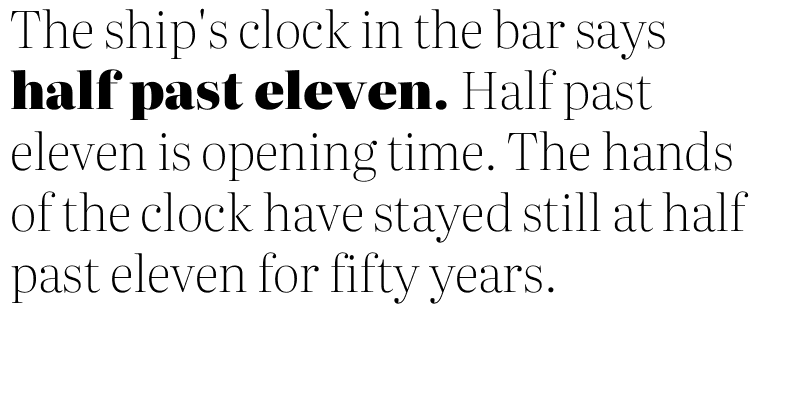 The ship's clock in the bar says
half past eleven. Half past
eleven is opening time. The hands
of the clock have stayed still at half
past eleven for fifty years.